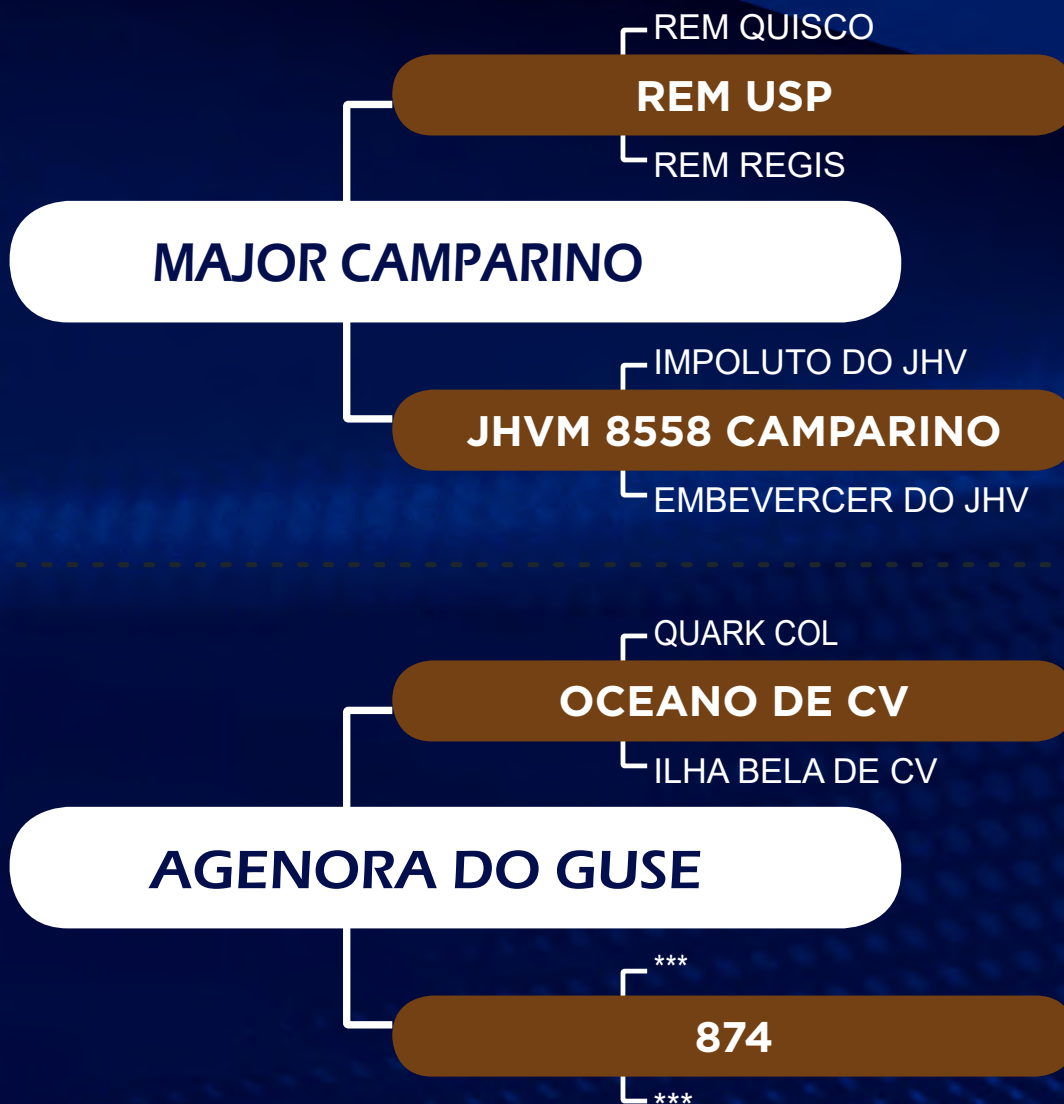 REM QUISCO
REM USP
REM REGIS
MAJOR CAMPARINO
IMPOLUTO DO JHV
JHVM 8558 CAMPARINO
EMBEVERCER DO JHV
QUARK COL
OCEANO DE CV
ILHA BELA DE CV
AGENORA DO GUSE
***
874
***